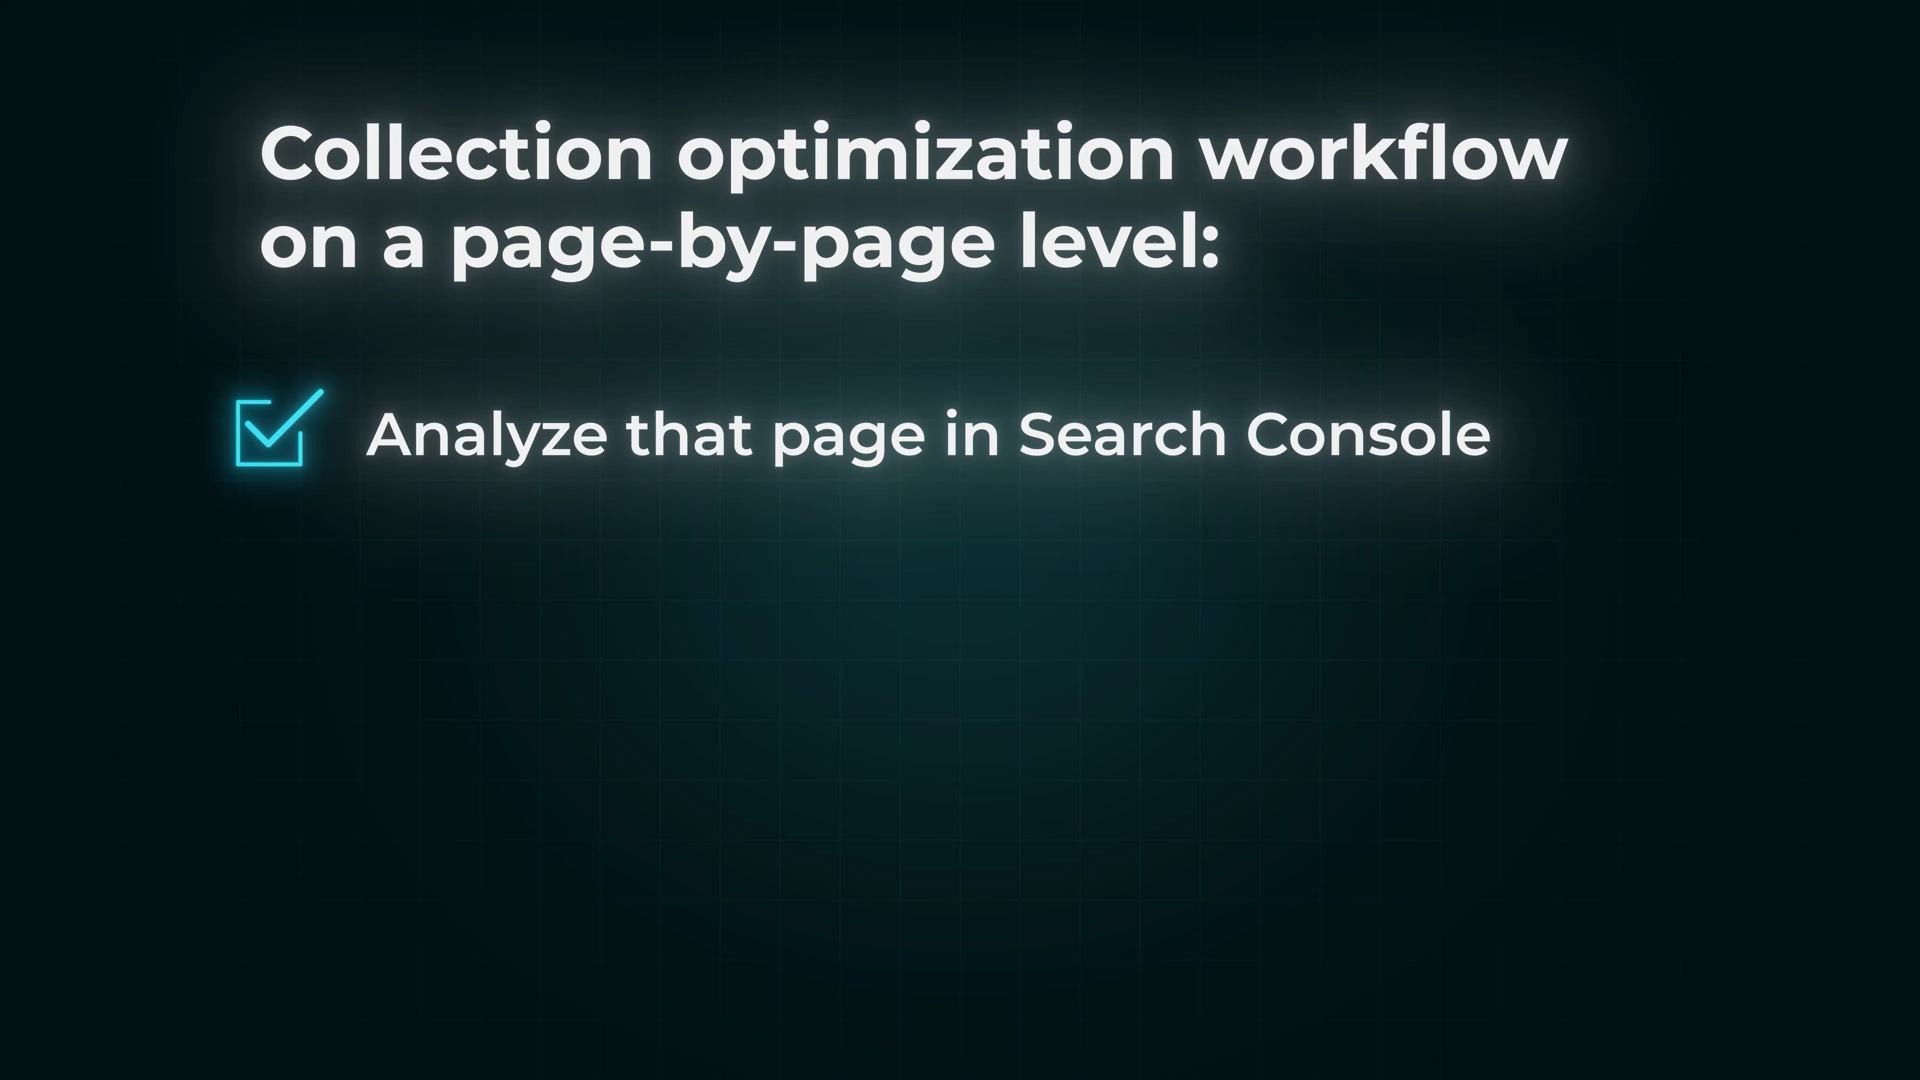 Collection optimization workflow
on a page-by-page level:
Analyze that page in Search Console